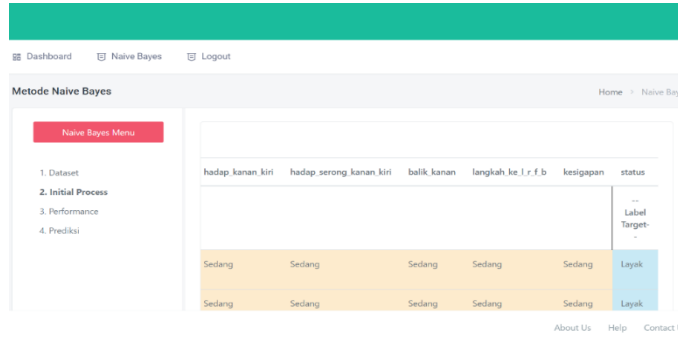 Dashboard Naive Bayes Logout
Metode Naive Bayes Home > Naive Bay
Naive Bayes Menu
1. Dataset
2. Initial Process
3. Performance
4. Prediksi
hadap_kanan_kiri hadap_serong_kanan_kiri balik_kanan langkah_ke_l_r_f_b kesigapan status
--
Label
Target-
-
Sedang Sedang Sedang Sedang Sedang Layak
Sedang Sedang Sedang Sedang Sedang Layak
About Us Help Contact U